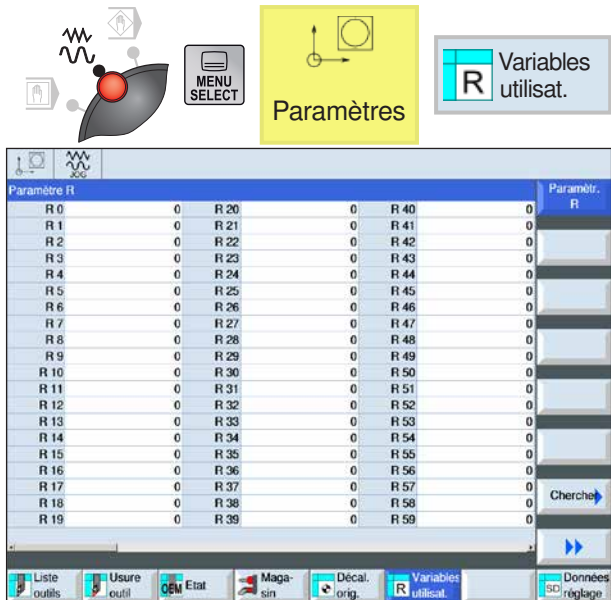 MENU
SELECT
Paramètres
R
Variables
utilisat.
JOG
Paramètre R
R 0 0 R 20 0 R 40 0
R 1 0 R 21 0 R 41 0
R 2 0 R 22 0 R 42 0
R 3 0 R 23 0 R 43 0
R 4 0 R 24 0 R 44 0
R 5 0 R 25 0 R 45 0
R 6 0 R 26 0 R 46 0
R 7 0 R 27 0 R 47 0
R 8 0 R 28 0 R 48 0
R 9 0 R 29 0 R 49 0
R 10 0 R 30 0 R 50 0
R 11 0 R 31 0 R 51 0
R 12 0 R 32 0 R 52 0
R 13 0 R 33 0 R 53 0
R 14 0 R 34 0 R 54 0
R 15 0 R 35 0 R 55 0
R 16 0 R 36 0 R 56 0
R 17 0 R 37 0 R 57 0
R 18 0 R 38 0 R 58 0
R 19 0 R 39 0 R 59 0
Paramètr.
R
Chercher
Liste
outils
Usure
outil
OEM Etat
Maga-
sin
Décal.
orig.
R
Variables
utilisat.
SD
Données
réglage